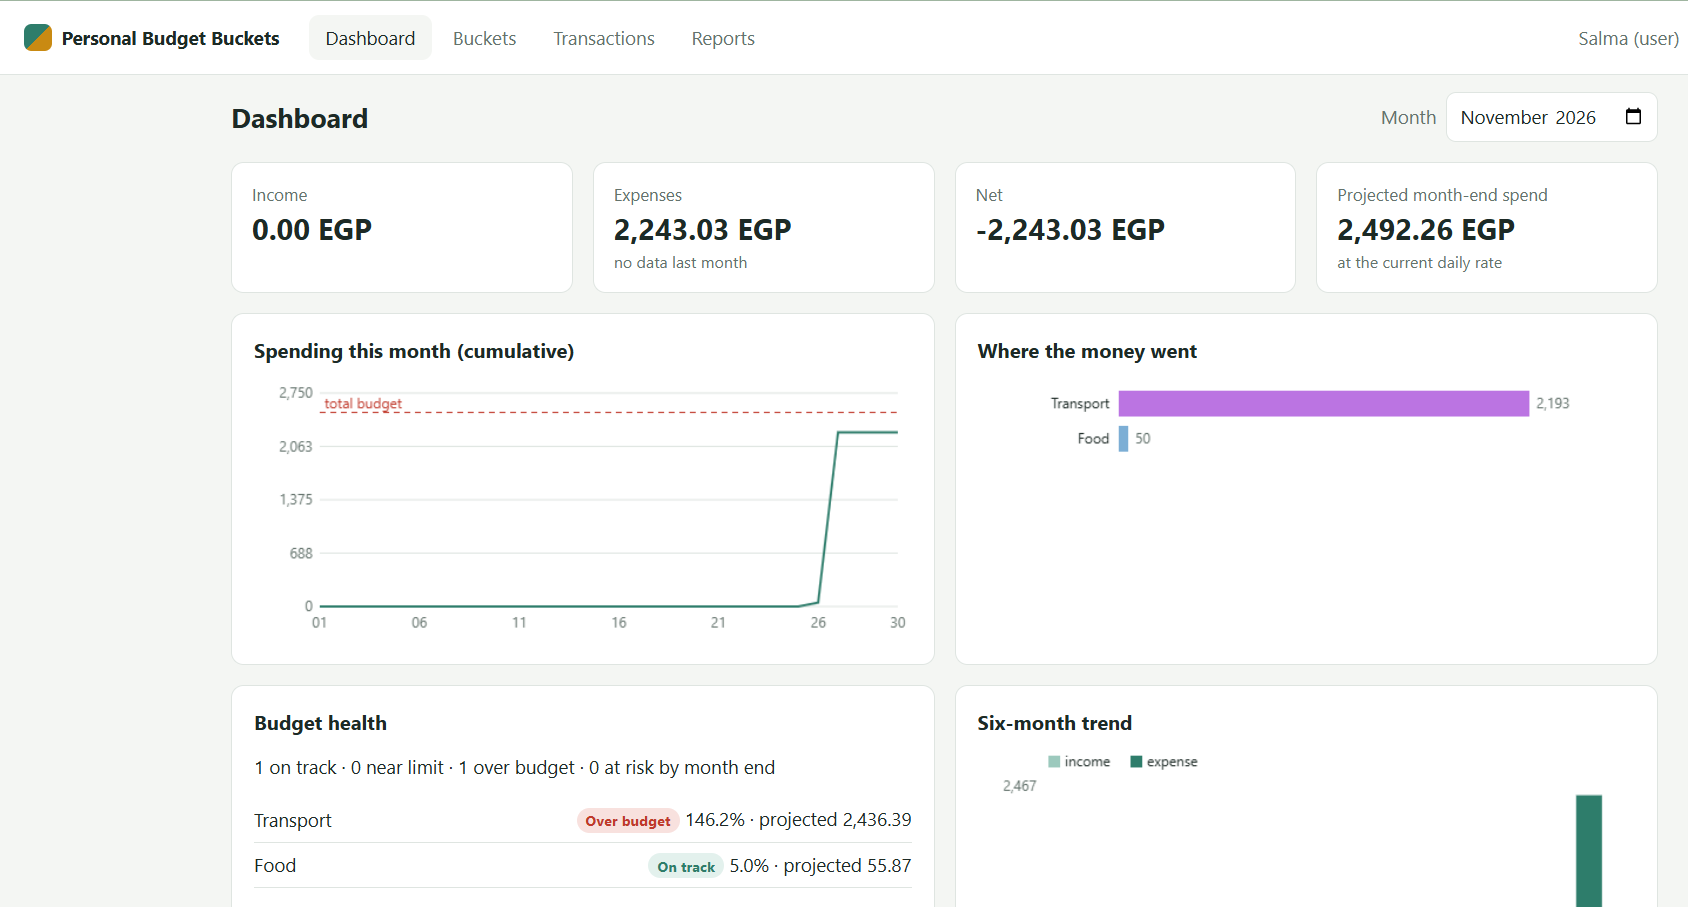 Personal Budget Buckets Dashboard Buckets Transactions Reports Salma (user)
Dashboard
Month November 2026
Income
0.00 EGP
Expenses
2,243.03 EGP
no data last month
Net
-2,243.03 EGP
Projected month-end spend
2,492.26 EGP
at the current daily rate
Spending this month (cumulative)
2,750
total budget
2,063
1,375
688
0
01 06 11 16 21 26 30
Where the money went
Transport 2,193
Food 50
Budget health
1 on track · 0 near limit · 1 over budget · 0 at risk by month end
Transport Over budget 146.2% · projected 2,436.39
Food On track 5.0% · projected 55.87
Six-month trend
income expense
2,467